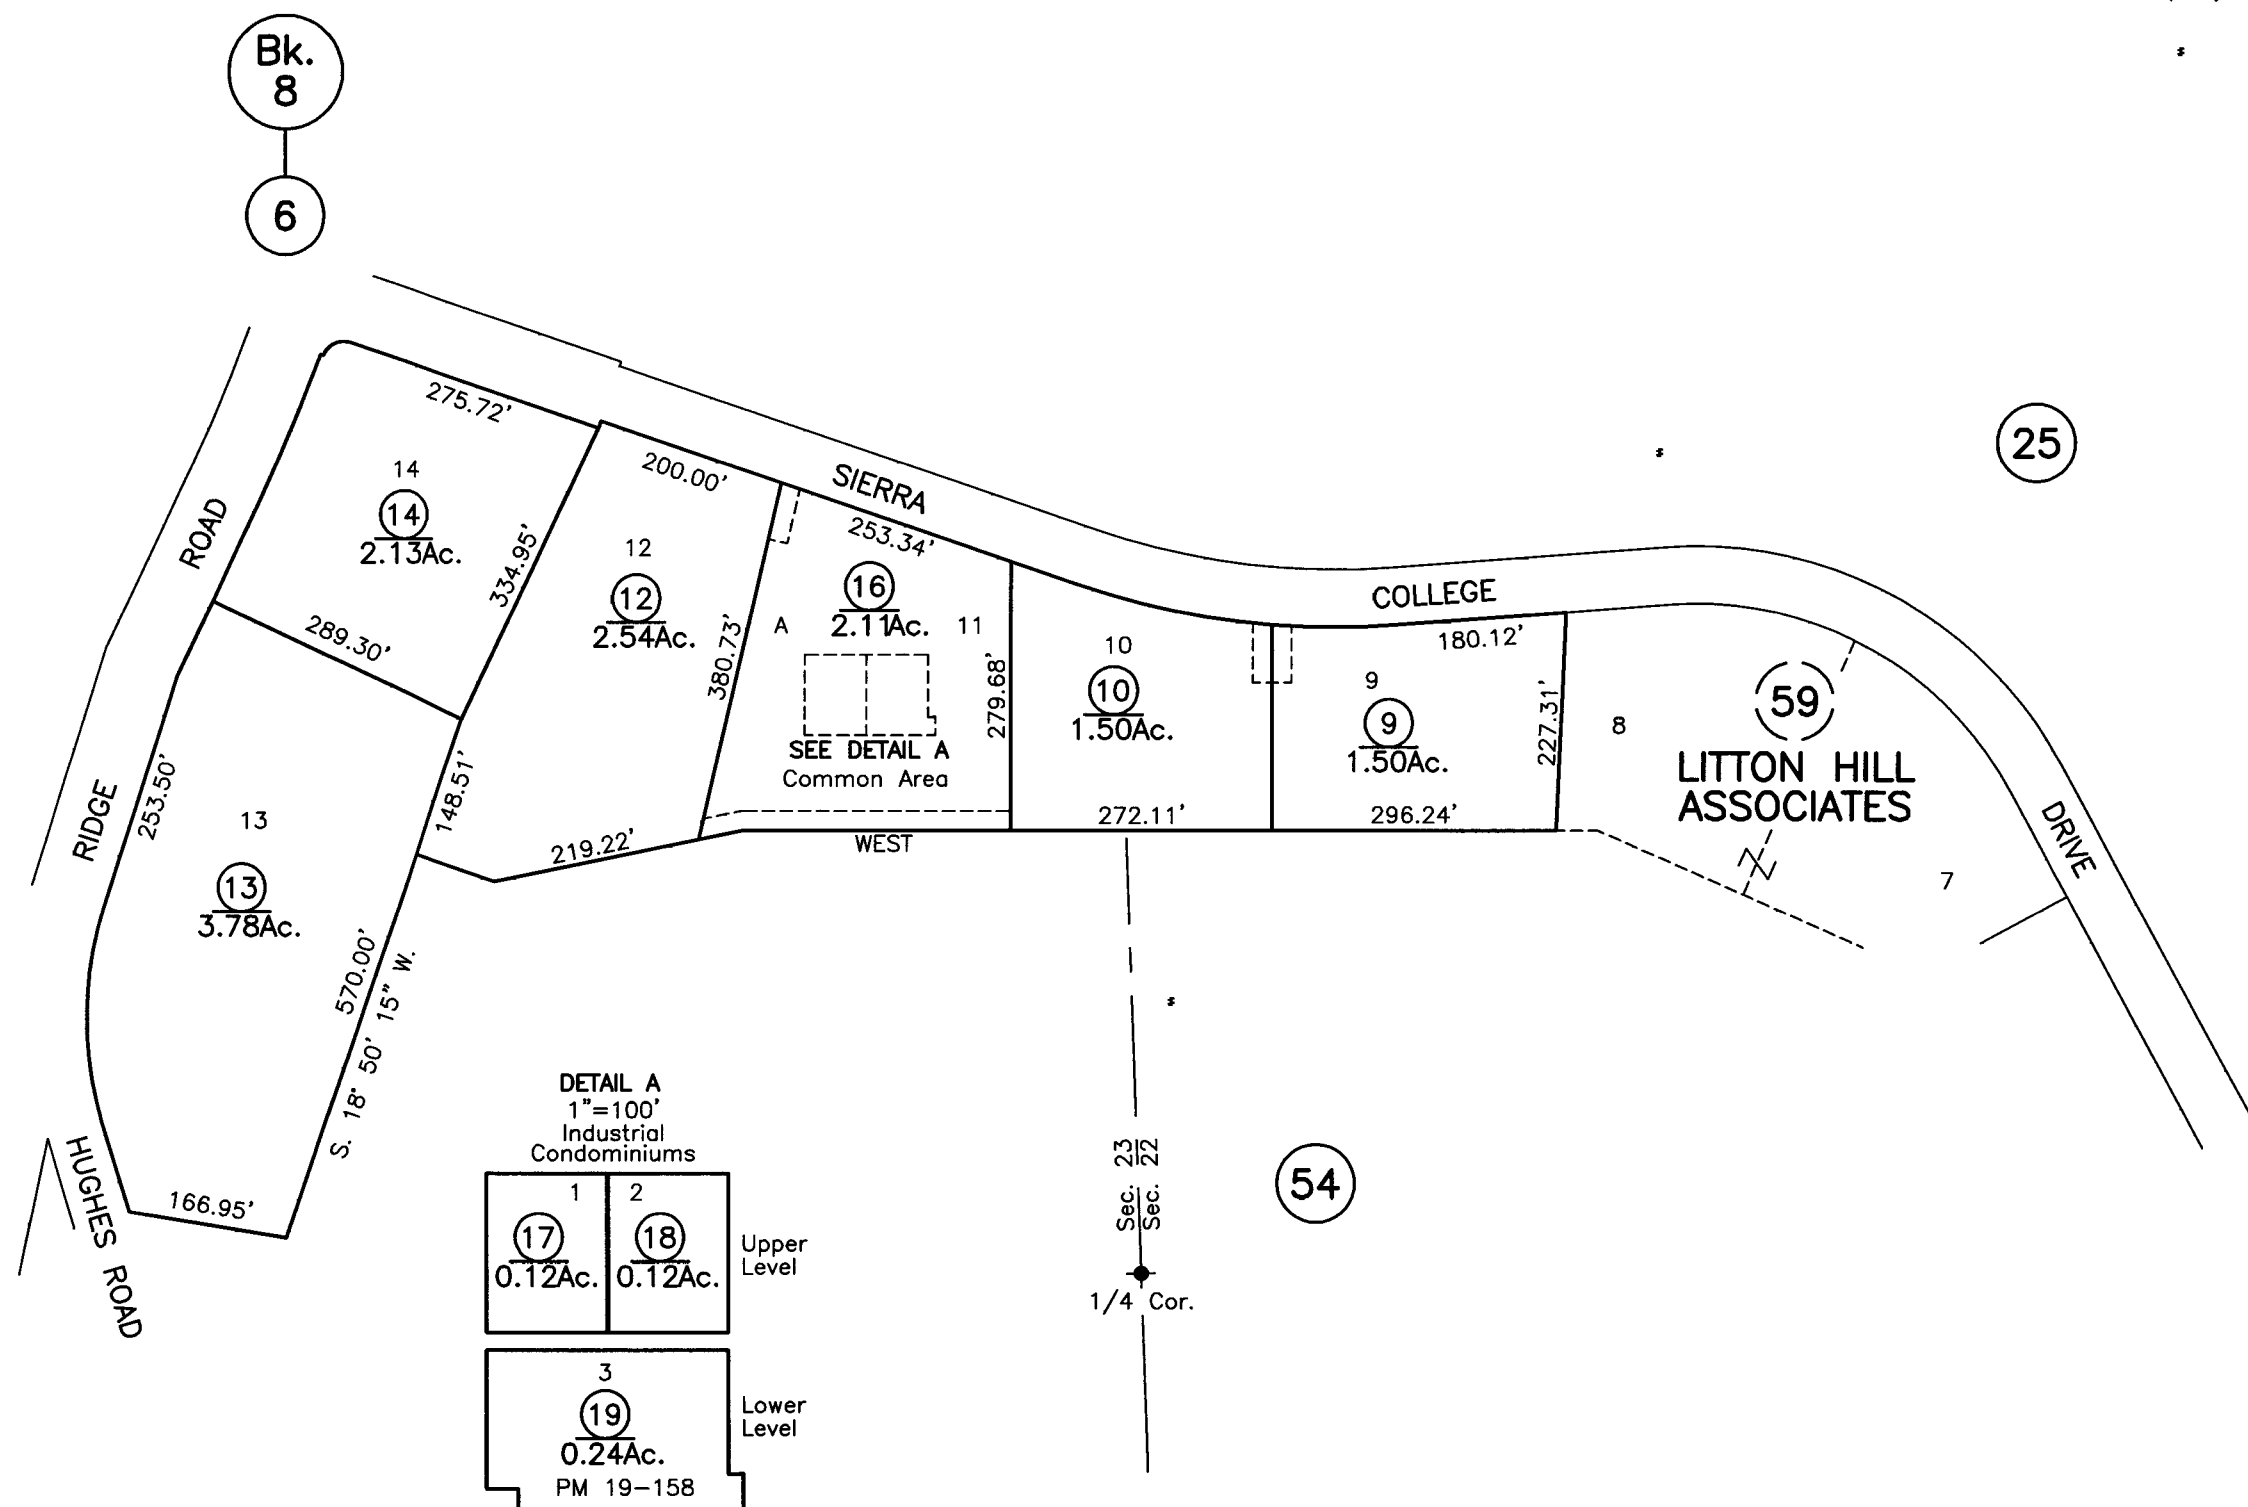 Bk.
8
6
25
275.72'
200.00'
SIERRA
253.34'
14
14
2.13Ac.
334.95'
12
12
2.54Ac.
380.73'
A
16
2.11Ac.
11
279.68'
SEE DETAIL A
Common Area
ROAD
289.30'
10
10
1.50Ac.
272.11'
COLLEGE
180.12'
9
9
1.50Ac.
227.31'
296.24'
8
59
LITTON HILL
ASSOCIATES
7
DRIVE
RIDGE
253.50'
148.51'
219.22'
WEST
13
13
3.78Ac.
570.00'
S. 18° 50' 15" W.
166.95'
HUGHES ROAD
DETAIL A
1"=100'
Industrial
Condominiums
1
2
17
0.12Ac.
18
0.12Ac.
Upper
Level
3
19
0.24Ac.
PM 19-158
Lower
Level
Sec. 23
Sec. 22
1/4 Cor.
54